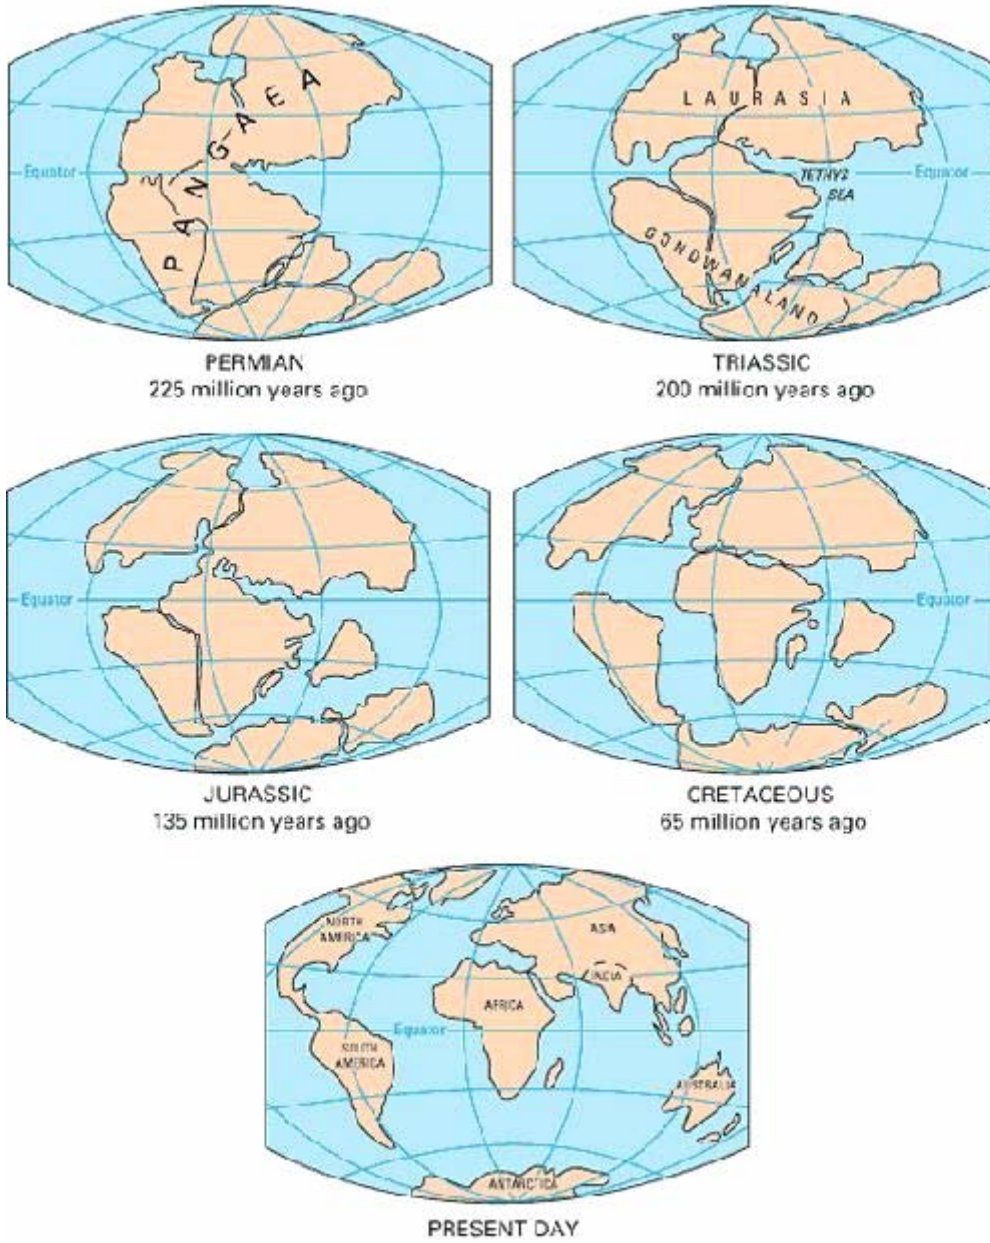 PANGAEA
Equator
PERMIAN
225 million years ago
LAURASIA
Equator
TETHYS
SEA
GONDWANALAND
TRIASSIC
200 million years ago
Equator
JURASSIC
135 million years ago
Equator
CRETACEOUS
65 million years ago
NORTH
AMERICA
ASIA
INDIA
AFRICA
Equator
SOUTH
AMERICA
AUSTRALIA
ANTARCTICA
PRESENT DAY